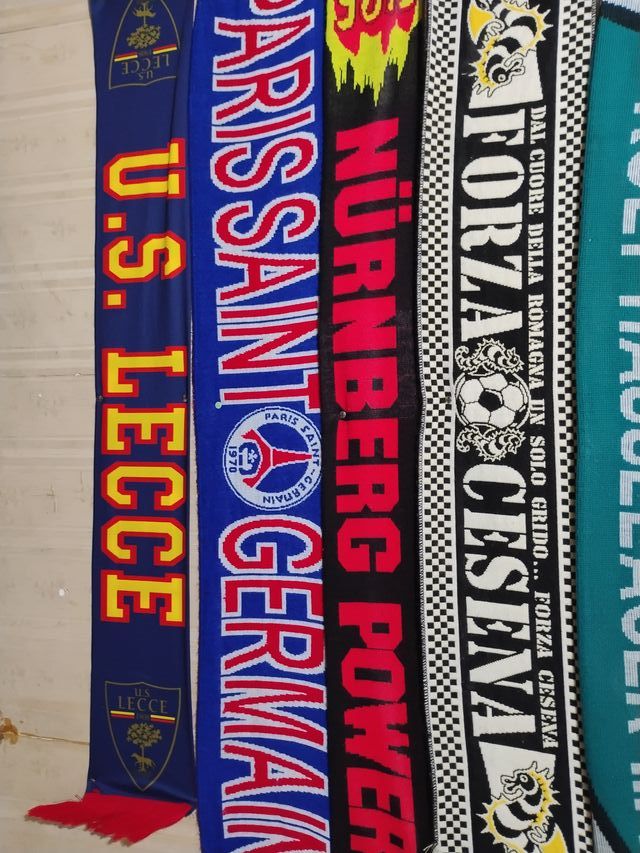 U.S.
LECCE
U.S. LECCE
U.S.
LECCE
PARIS SAINT
PARIS SAINT-GERMAIN
1970
GERMAIN
NÜRNBERG POWER
DAL CUORE DELLA ROMAGNA UN SOLO GRIDO... FORZA CESENA
FORZA CESENA